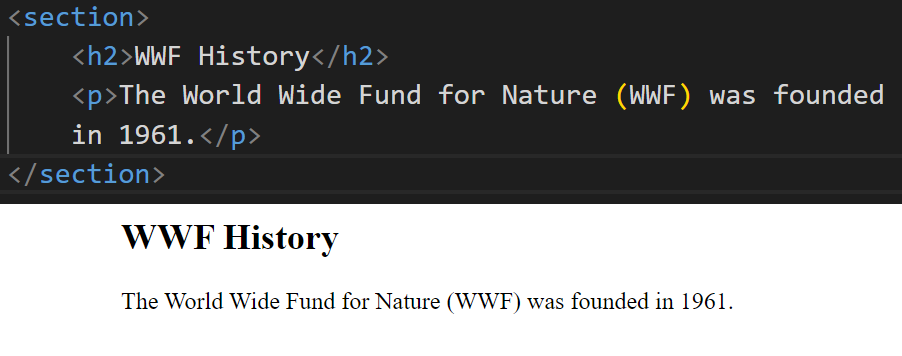 <section>
<h2>WWF History</h2>
<p>The World Wide Fund for Nature (WWF) was founded
in 1961.</p>
</section>
WWF History
The World Wide Fund for Nature (WWF) was founded in 1961.